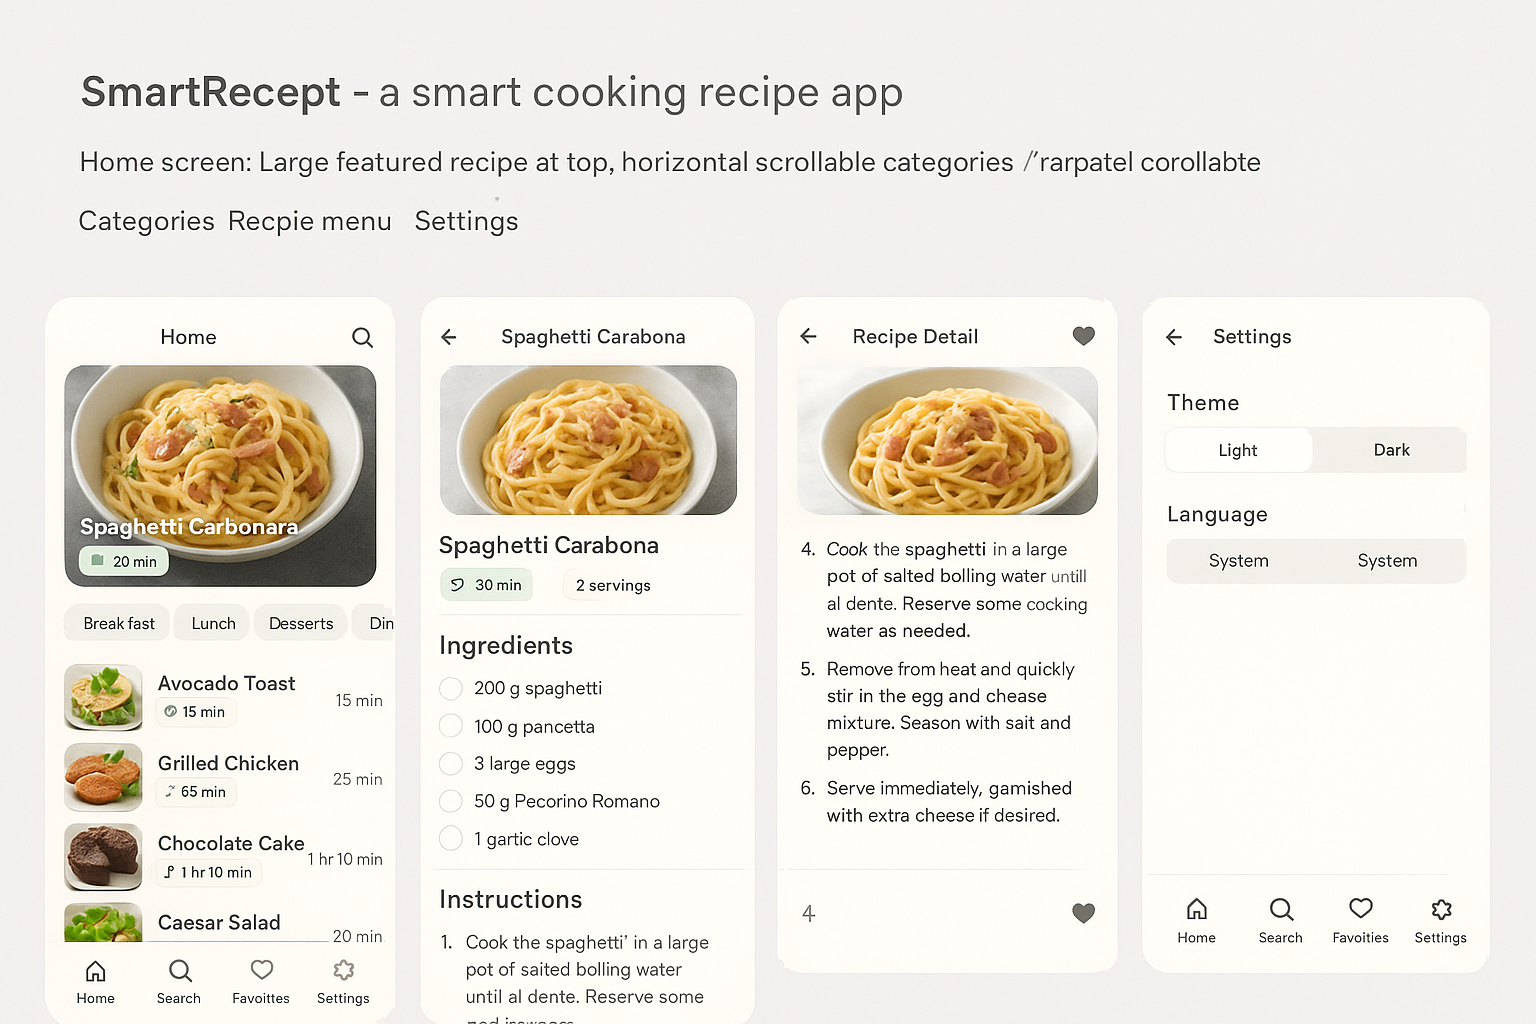 SmartRecept - a smart cooking recipe app
Home screen: Large featured recipe at top, horizontal scrollable categories /′rarpatel corollabte
Categories Recpie menu Settings
Home
Spaghetti Carbonara
20 min
Break fast Lunch Desserts Din
Avocado Toast
15 min
15 min
Grilled Chicken
65 min
25 min
Chocolate Cake
1 hr 10 min
1 hr 10 min
Caesar Salad
20 min
Home Search Favoittes Settings
Spaghetti Carabona
Spaghetti Carabona
30 min 2 servings
Ingredients
200 g spaghetti
100 g pancetta
3 large eggs
50 g Pecorino Romano
1 gartic clove
Instructions
1. Cook the spaghetti’ in a large
pot of saited bolling water
until al dente. Reserve some
Recipe Detail
4. Cook the spaghetti in a large
pot of salted bolling water untill
al dente. Reserve some cocking
water as needed.
5. Remove from heat and quickly
stir in the egg and chease
mixture. Season with sait and
pepper.
6. Serve immediately, gamished
with extra cheese if desired.
4
Settings
Theme
Light Dark
Language
System System
Home Search Favoities Settings